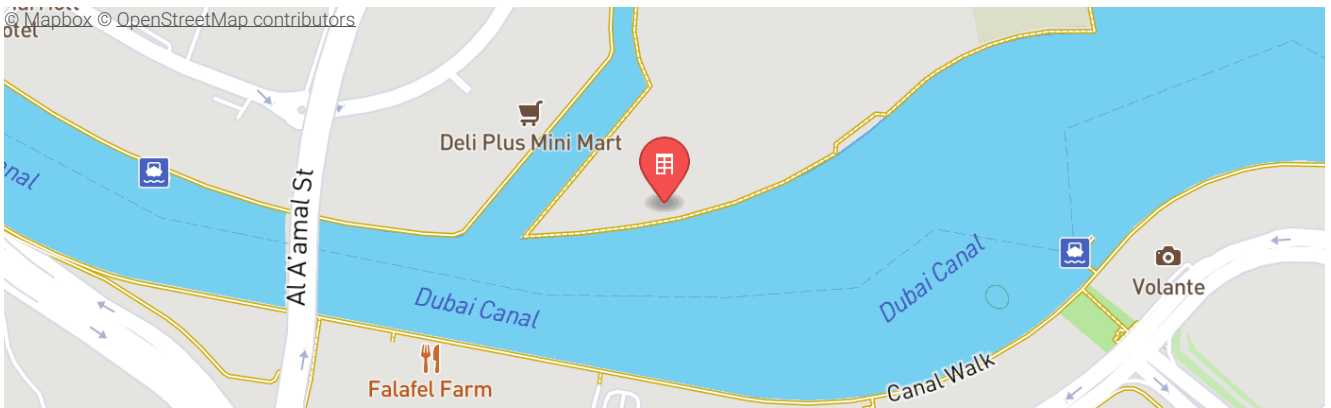 © Mapbox © OpenStreetMap contributors
otel
Deli Plus Mini Mart
nal
Al A'amal St
Dubai Canal
Dubai Canal
Volante
Falafel Farm
Canal Walk